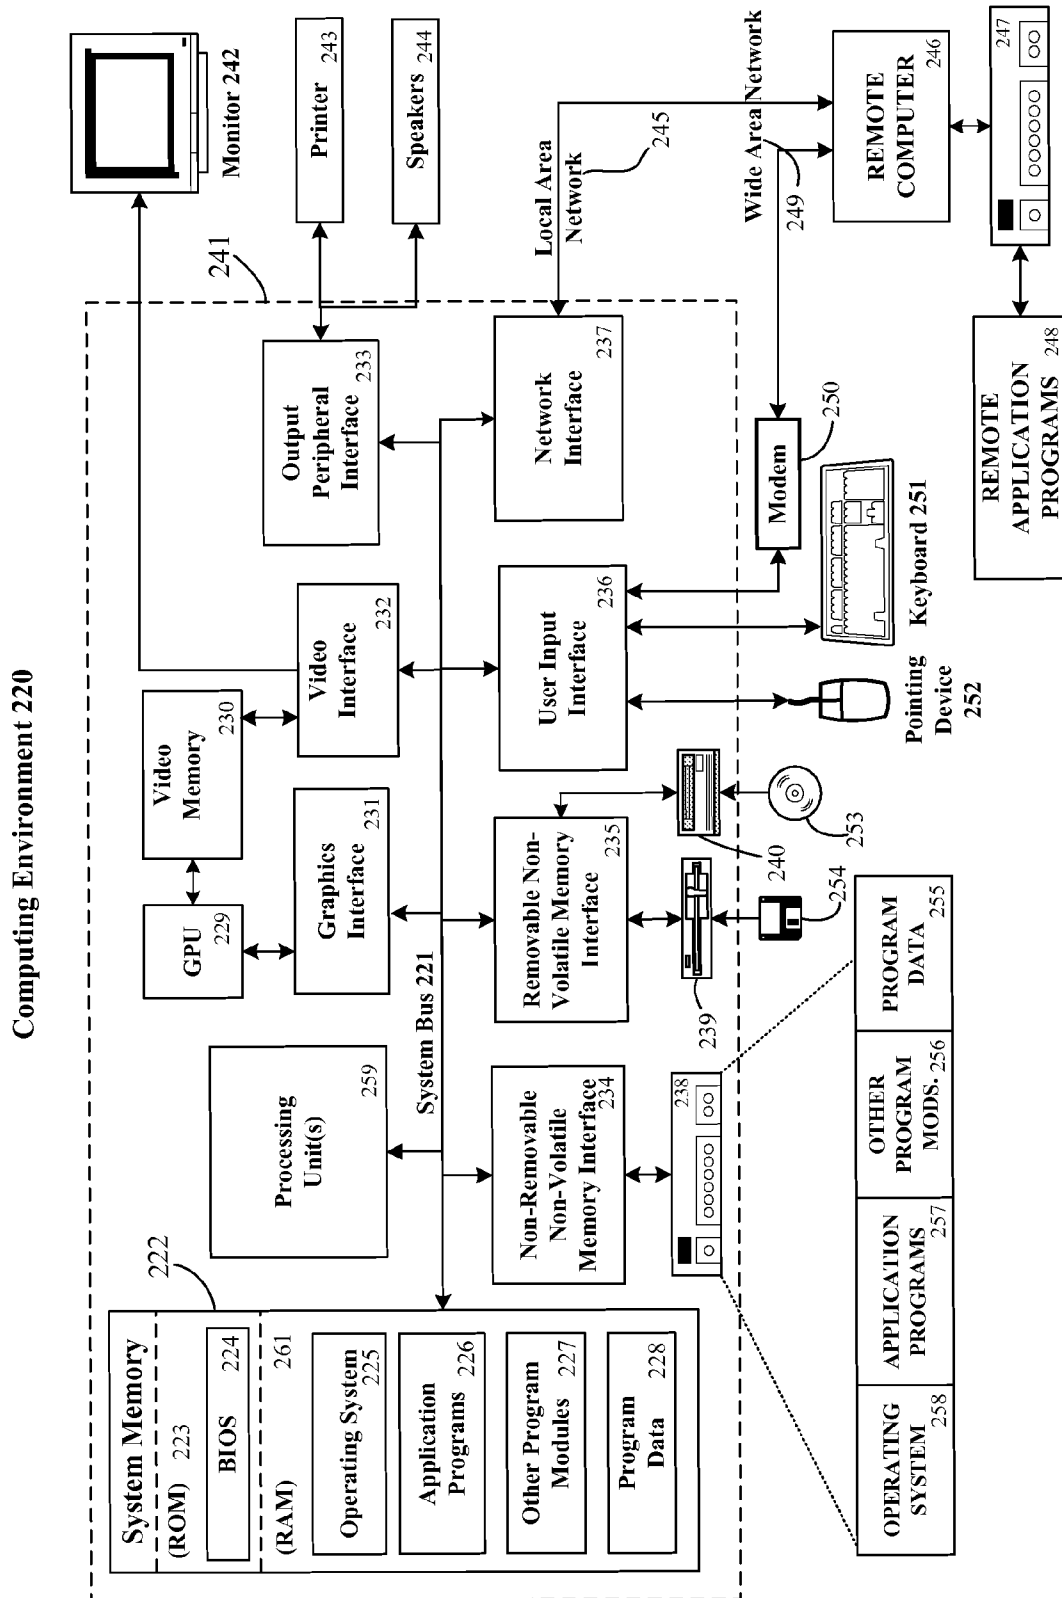 Computing Environment 220
System Memory
(ROM) 223
BIOS 224
(RAM) 261
Operating System
225
Application
Programs 226
Other Program
Modules 227
Program
Data 228
222
Processing
Unit(s)
259
System Bus 221
GPU
229
Video
Memory
230
Graphics
Interface
231
Video
Interface
232
Output
Peripheral
Interface
233
241
Monitor 242
Printer
243
Speakers
244
Non-Removable
Non-Volatile
Memory Interface
234
Removable Non-
Volatile Memory
Interface
235
User Input
Interface
236
Network
Interface
237
Local Area
Network
245
Wide Area Network
249
238
239
240
254
253
Pointing
Device
252
Keyboard 251
Modem
250
REMOTE
COMPUTER
246
247
REMOTE
APPLICATION
PROGRAMS 248
OPERATING
SYSTEM
258
APPLICATION
PROGRAMS
257
OTHER
PROGRAM
MODS. 256
PROGRAM
DATA
255